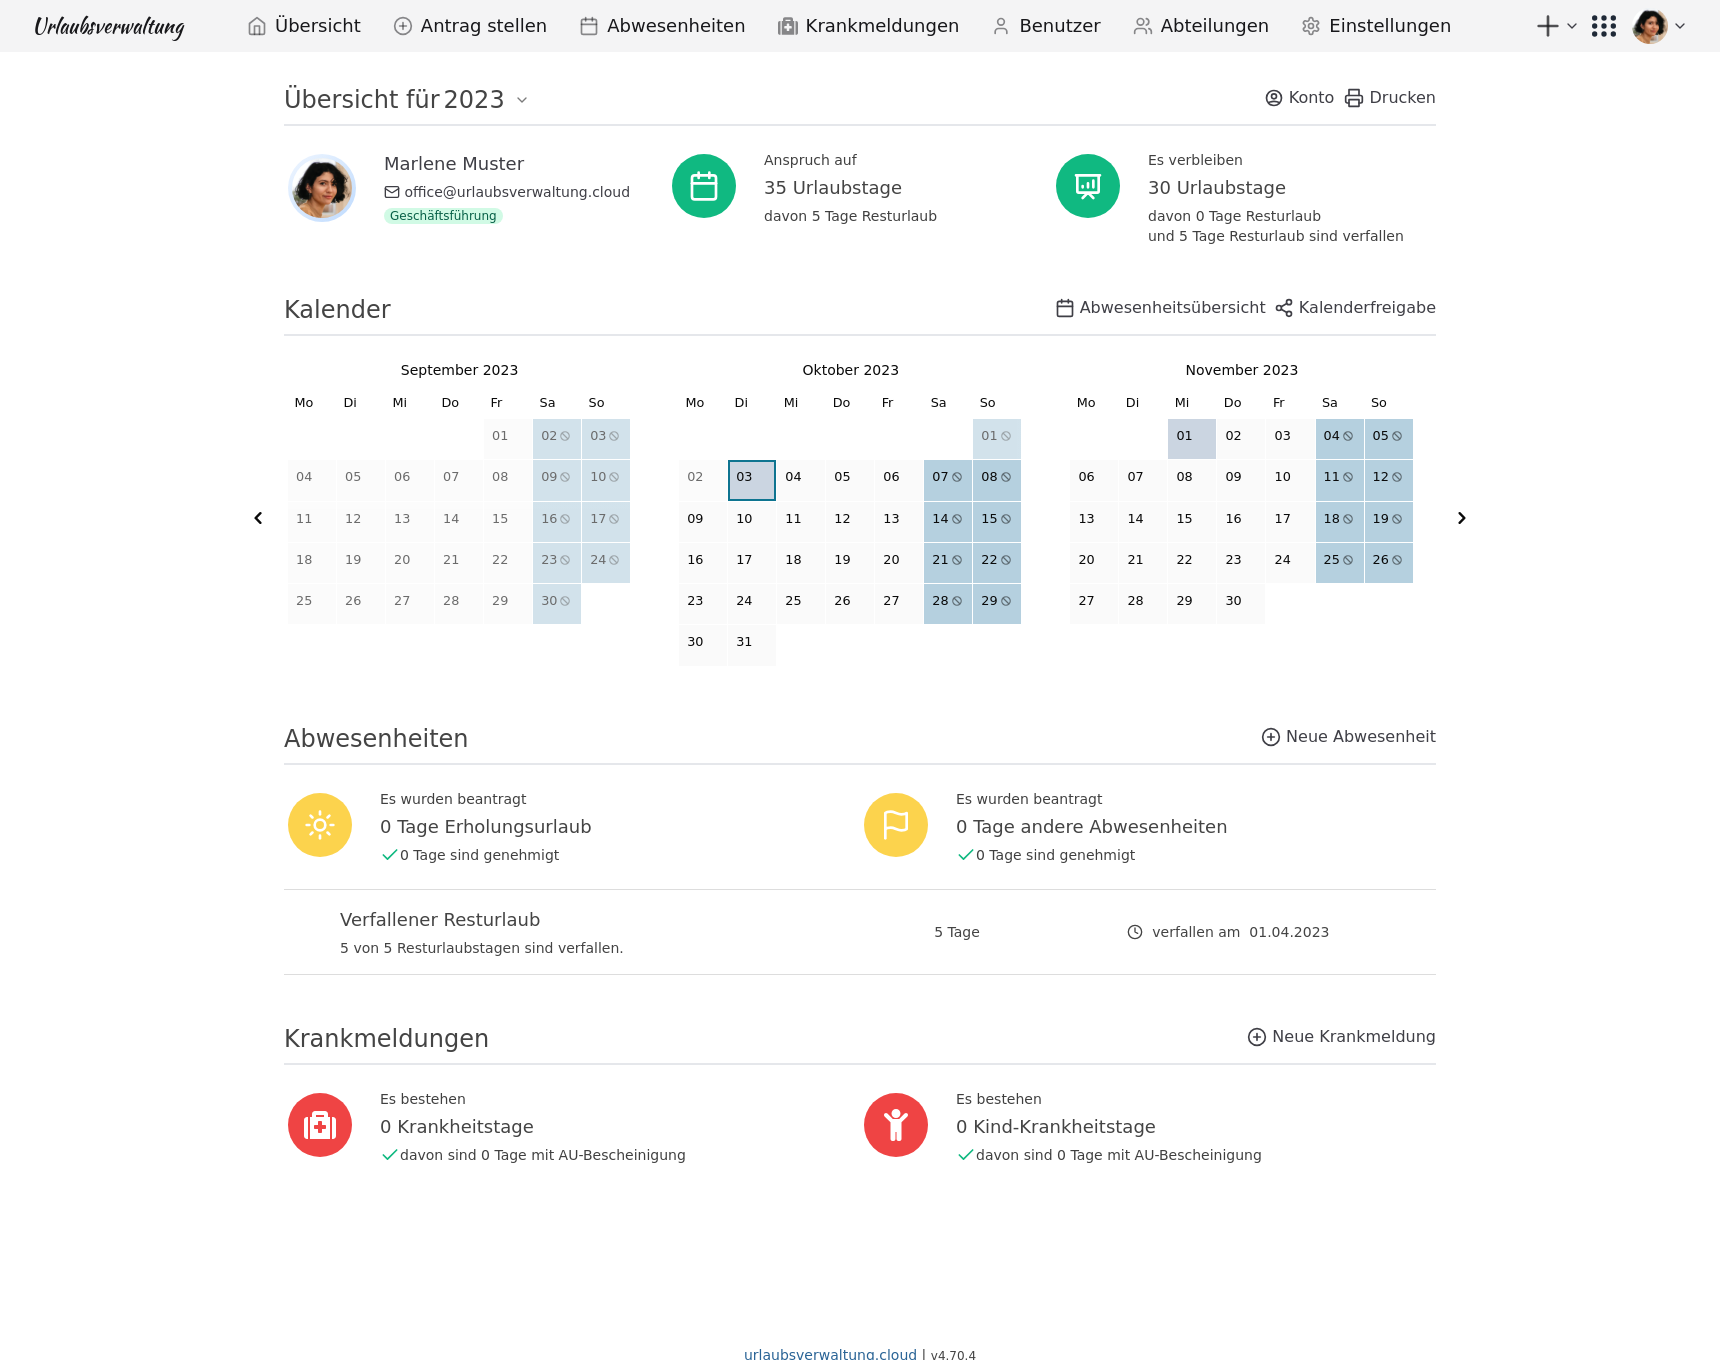 Urlaubsverwaltung Übersicht Antrag stellen Abwesenheiten Krankmeldungen Benutzer Abteilungen Einstellungen
Übersicht für 2023 Konto Drucken
Marlene Muster
office@urlaubsverwaltung.cloud
Geschäftsführung
Anspruch auf
35 Urlaubstage
davon 5 Tage Resturlaub
Es verbleiben
30 Urlaubstage
davon 0 Tage Resturlaub
und 5 Tage Resturlaub sind verfallen
Kalender Abwesenheitsübersicht Kalenderfreigabe
September 2023
Mo Di Mi Do Fr Sa So
01 02 03
04 05 06 07 08 09 10
11 12 13 14 15 16 17
18 19 20 21 22 23 24
25 26 27 28 29 30
Oktober 2023
Mo Di Mi Do Fr Sa So
01
02 03 04 05 06 07 08
09 10 11 12 13 14 15
16 17 18 19 20 21 22
23 24 25 26 27 28 29
30 31
November 2023
Mo Di Mi Do Fr Sa So
01 02 03 04 05
06 07 08 09 10 11 12
13 14 15 16 17 18 19
20 21 22 23 24 25 26
27 28 29 30
Abwesenheiten Neue Abwesenheit
Es wurden beantragt
0 Tage Erholungsurlaub
0 Tage sind genehmigt
Es wurden beantragt
0 Tage andere Abwesenheiten
0 Tage sind genehmigt
Verfallener Resturlaub
5 von 5 Resturlaubstagen sind verfallen.
5 Tage verfallen am 01.04.2023
Krankmeldungen Neue Krankmeldung
Es bestehen
0 Krankheitstage
davon sind 0 Tage mit AU-Bescheinigung
Es bestehen
0 Kind-Krankheitstage
davon sind 0 Tage mit AU-Bescheinigung
urlaubsverwaltung.cloud | v4.70.4